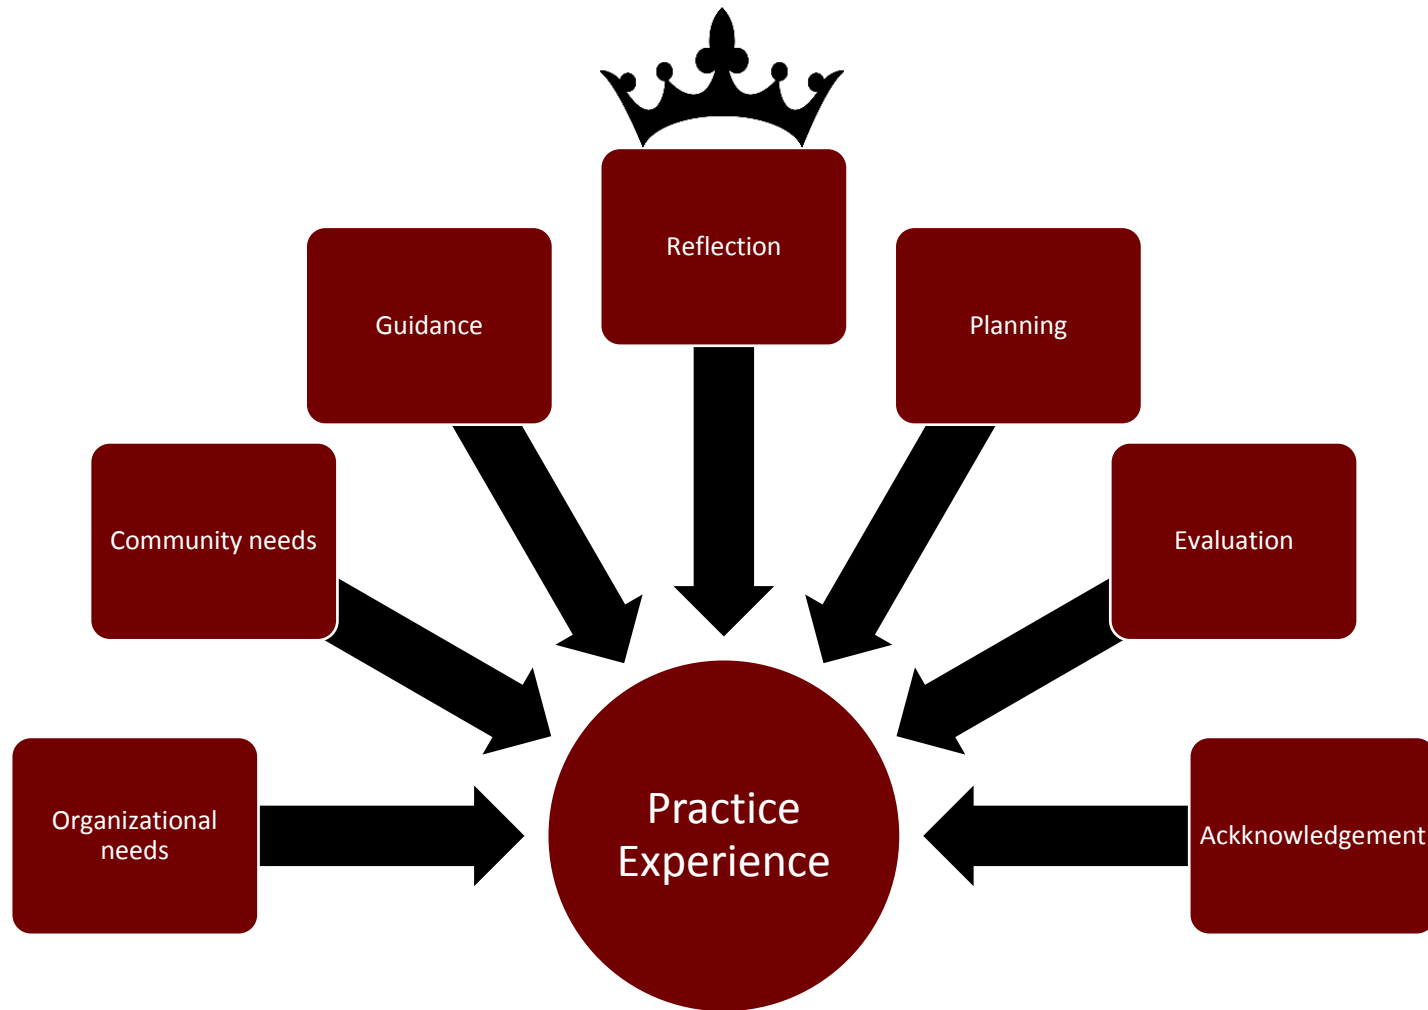 Reflection
Guidance
Planning
Community needs
Evaluation
Organizational
needs
Practice
Experience
Ackknowledgement